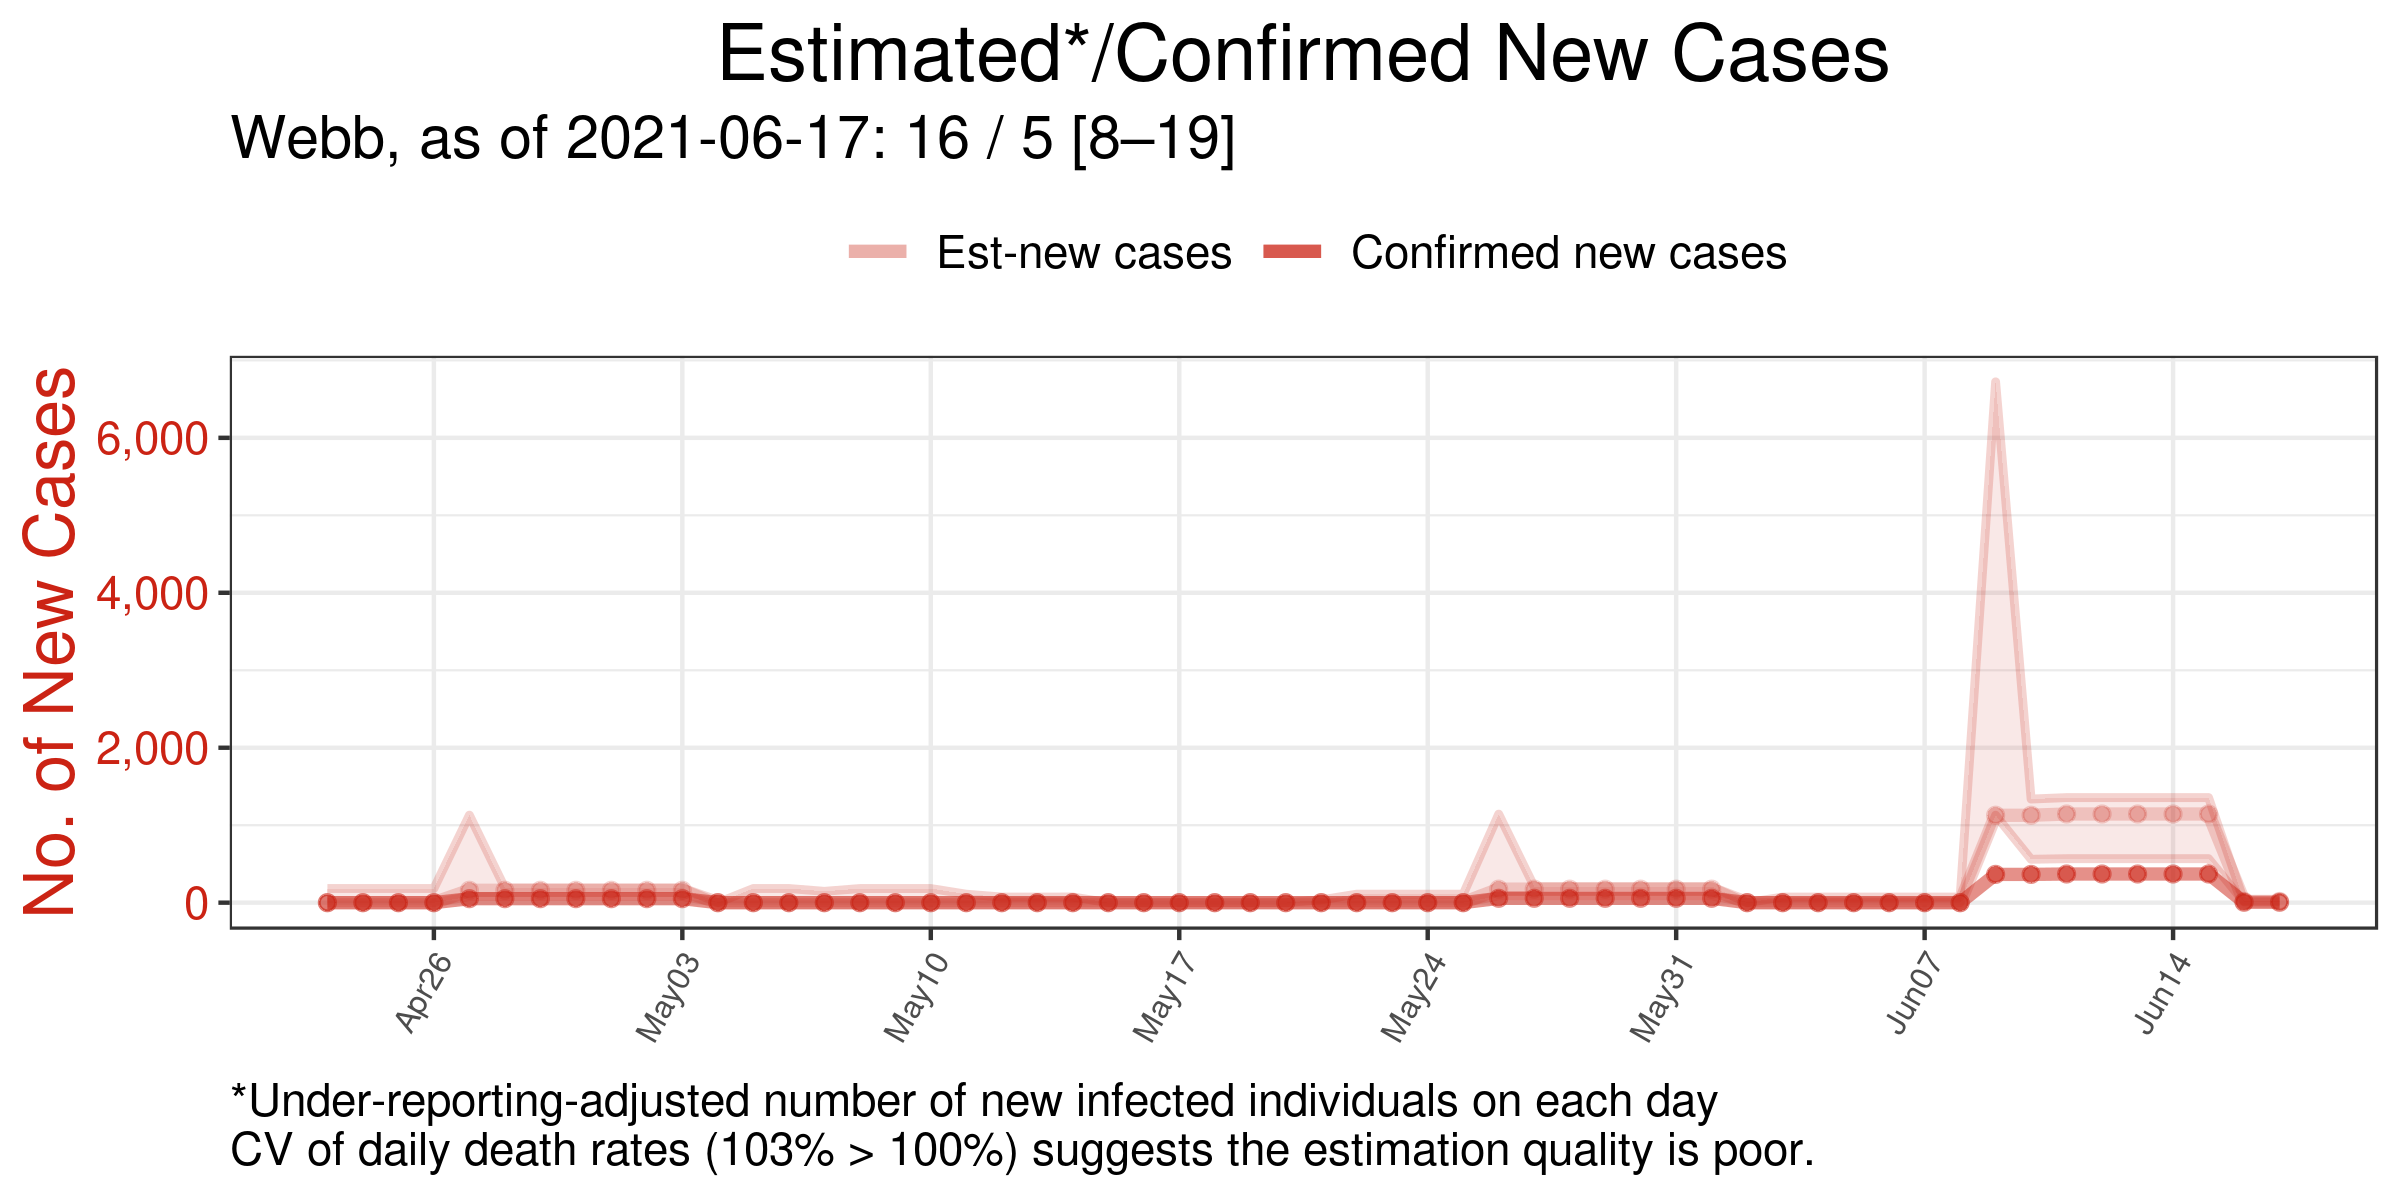 Estimated*/Confirmed New Cases
Webb, as of 2021-06-17: 16 / 5 [8–19]
Est-new cases Confirmed new cases
No. of New Cases
6,000
4,000
2,000
0
Apr26 May03 May10 May17 May24 May31 Jun07 Jun14
*Under-reporting-adjusted number of new infected individuals on each day
CV of daily death rates (103% > 100%) suggests the estimation quality is poor.